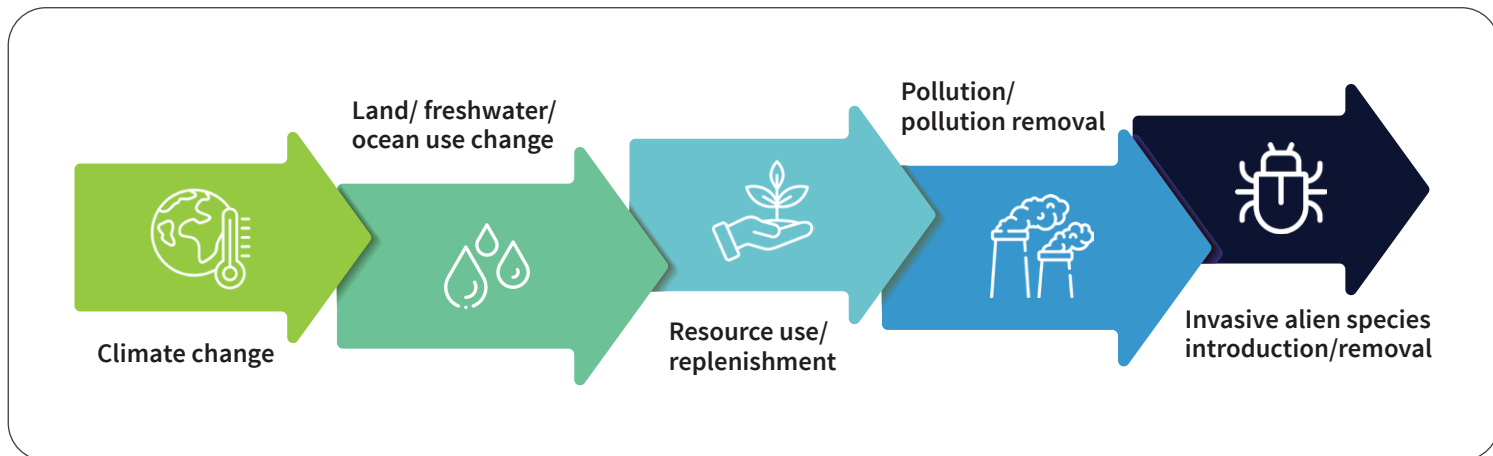 Climate change
Land/ freshwater/
ocean use change
Resource use/
replenishment
Pollution/
pollution removal
Invasive alien species
introduction/removal